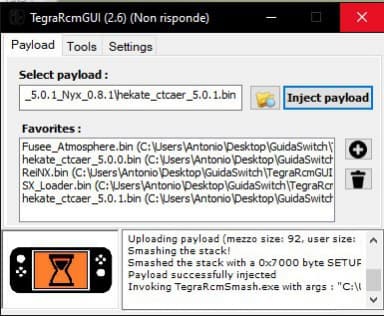 TegraRcmGUI (2.6) (Non risponde)
Payload Tools Settings
Select payload :
_5.0.1_Nyx_0.8.1\hekate_ctcaer_5.0.1.bin
Inject payload
Favorites :
Fusee_Atmosphere.bin (C:\Users\Antonio\Desktop\GuidaSwitch\T
hekate_ctcaer_5.0.0.bin (C:\Users\Antonio\Desktop\GuidaSwitch
ReiNX.bin (C:\Users\Antonio\Desktop\GuidaSwitch\TegraRcmGUI
SX_Loader.bin (C:\Users\Antonio\Desktop\GuidaSwitch\TegraRcm
hekate_ctcaer_5.0.1.bin (C:\Users\Antonio\Desktop\GuidaSwitch
Uploading payload (mezzo size: 92, user size:
Smashing the stack!
Smashed the stack with a 0x7000 byte SETUP
Payload successfully injected
Invoking TegraRcmSmash.exe with args : "C:\U